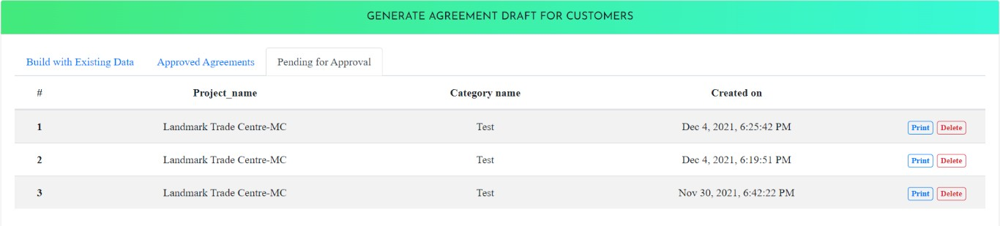 GENERATE AGREEMENT DRAFT FOR CUSTOMERS
Build with Existing Data Approved Agreements Pending for Approval
# Project_name Category name Created on
1 Landmark Trade Centre-MC Test Dec 4, 2021, 6:25:42 PM Print Delete
2 Landmark Trade Centre-MC Test Dec 4, 2021, 6:19:51 PM Print Delete
3 Landmark Trade Centre-MC Test Nov 30, 2021, 6:42:22 PM Print Delete